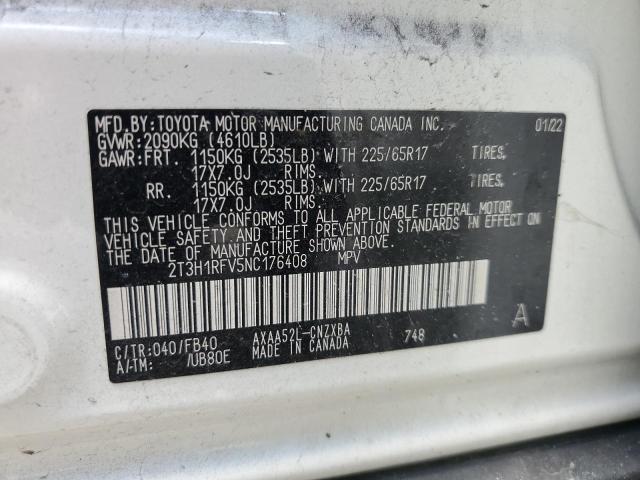 MFD.BY:TOYOTA MOTOR MANUFACTURING CANADA INC. 01/22
GVWR:2090KG (4610LB)
GAWR:FRT. 1150KG (2535LB) WITH 225/65R17 TIRES,
17X7.0J RIMS.
RR. 1150KG (2535LB) WITH 225/65R17 TIRES,
17X7.0J RIMS.
THIS VEHICLE CONFORMS TO ALL APPLICABLE FEDERAL MOTOR
VEHICLE SAFETY AND THEFT PREVENTION STANDARDS IN EFFECT ON
THE DATE OF MANUFACTURE SHOWN ABOVE.
2T3H1RFV5NC176408 MPV
C/TR:040/FB40 AXAA52L-CNZXBA 748 A
A/TM: /UB80E MADE IN CANADA